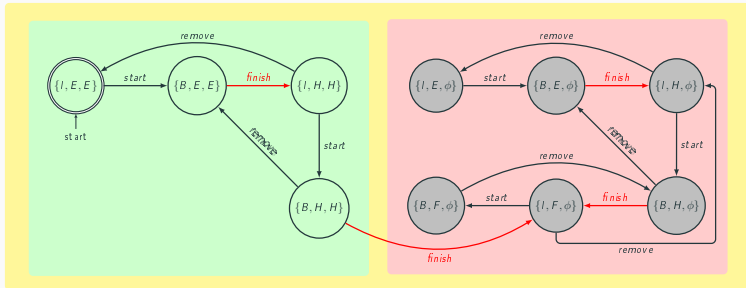 remove
remove
{I, E, E}
start
{B, E, E}
finish
{I, H, H}
{I, E, ϕ}
start
{B, E, ϕ}
finish
{I, H, ϕ}
start
remove
start
remove
start
remove
{B, H, H}
{B, F, ϕ}
start
{I, F, ϕ}
finish
{B, H, ϕ}
remove
finish